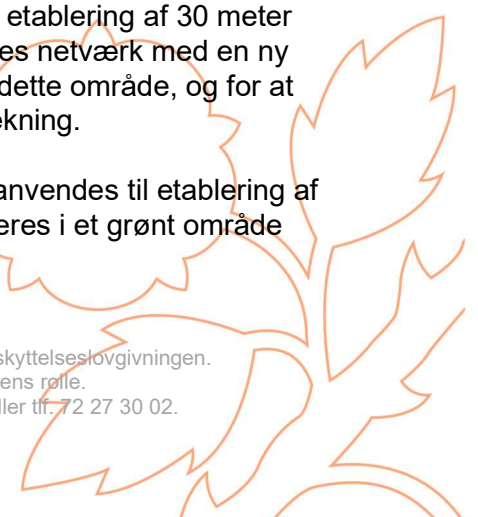 etablering af 30 meter
es netværk med en ny
dette område, og for at
ekning.
anvendes til etablering af
eres i et grønt område
skyttelseslovgivningen.
ens rolle.
ller tlf. 72 27 30 02.